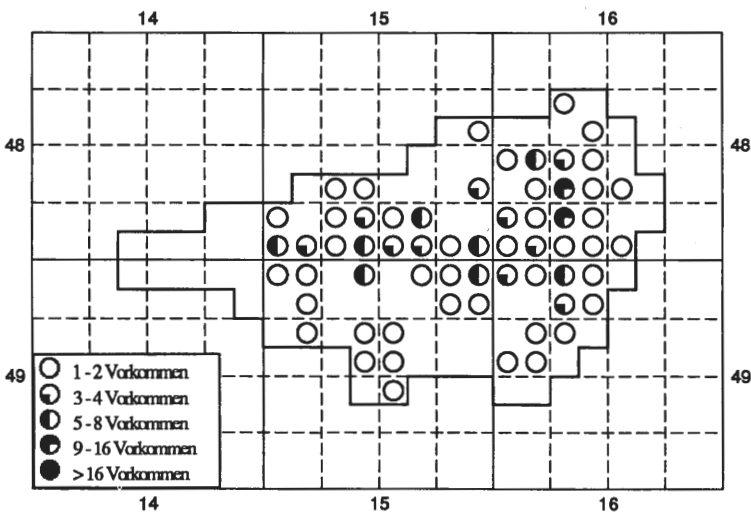 14 15 16
48 48
49 49
1-2 Vorkommen
3-4 Vorkommen
5-8 Vorkommen
9-16 Vorkommen
>16 Vorkommen
14 15 16